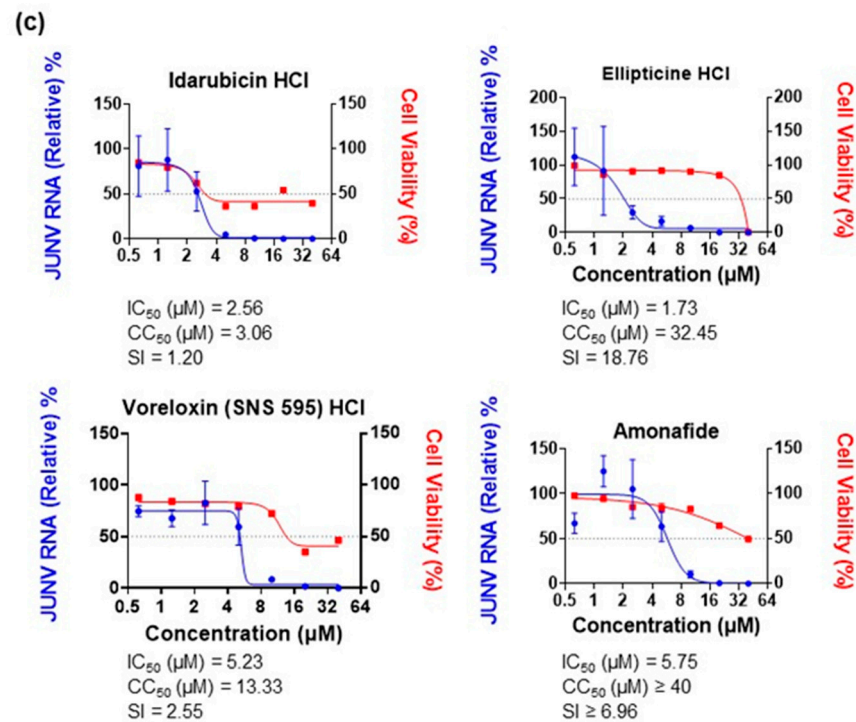 (c)
Idarubicin HCl
JUNV RNA (Relative) %
150
100
50
0
150
100
50
0
Cell Viability (%)
0.5 1 2 4 8 16 32 64
IC50 (µM) = 2.56
CC50 (µM) = 3.06
SI = 1.20
Ellipticine HCl
JUNV RNA (Relative) %
200
150
100
50
0
200
150
100
50
0
Cell Viability (%)
0.5 1 2 4 8 16 32 64
Concentration (µM)
IC50 (µM) = 1.73
CC50 (µM) = 32.45
SI = 18.76
Voreloxin (SNS 595) HCl
JUNV RNA (Relative) %
150
100
50
0
150
100
50
0
Cell Viability (%)
0.5 1 2 4 8 16 32 64
Concentration (µM)
IC50 (µM) = 5.23
CC50 (µM) = 13.33
SI = 2.55
Amonafide
JUNV RNA (Relative) %
150
100
50
0
150
100
50
0
Cell Viability (%)
0.5 1 2 4 8 16 32 64
Concentration (µM)
IC50 (µM) = 5.75
CC50 (µM) ≥ 40
SI ≥ 6.96